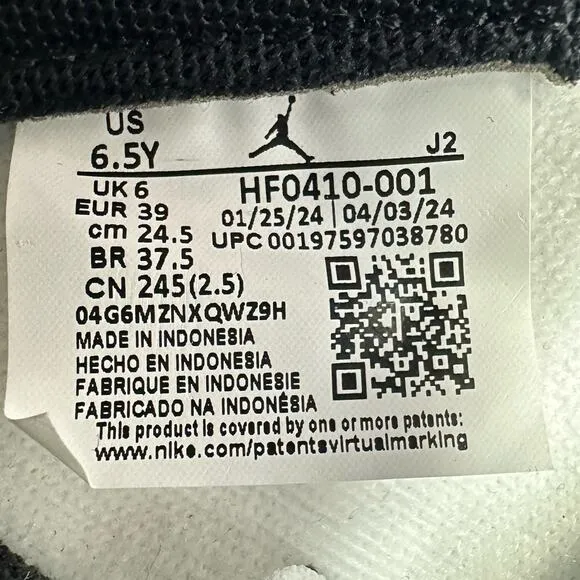 US
6.5Y
J2
UK 6
HF0410-001
EUR 39
01/25/24 | 04/03/24
cm 24.5
UPC 00197597038780
BR 37.5
CN 245(2.5)
04G6MZNXQWZ9H
MADE IN INDONESIA
HECHO EN INDONESIA
FABRIQUE EN INDONESIE
FABRICADO NA INDONÉSIA
This product is covered by one or more patents:
www.nike.com/patentsvirtualmarking